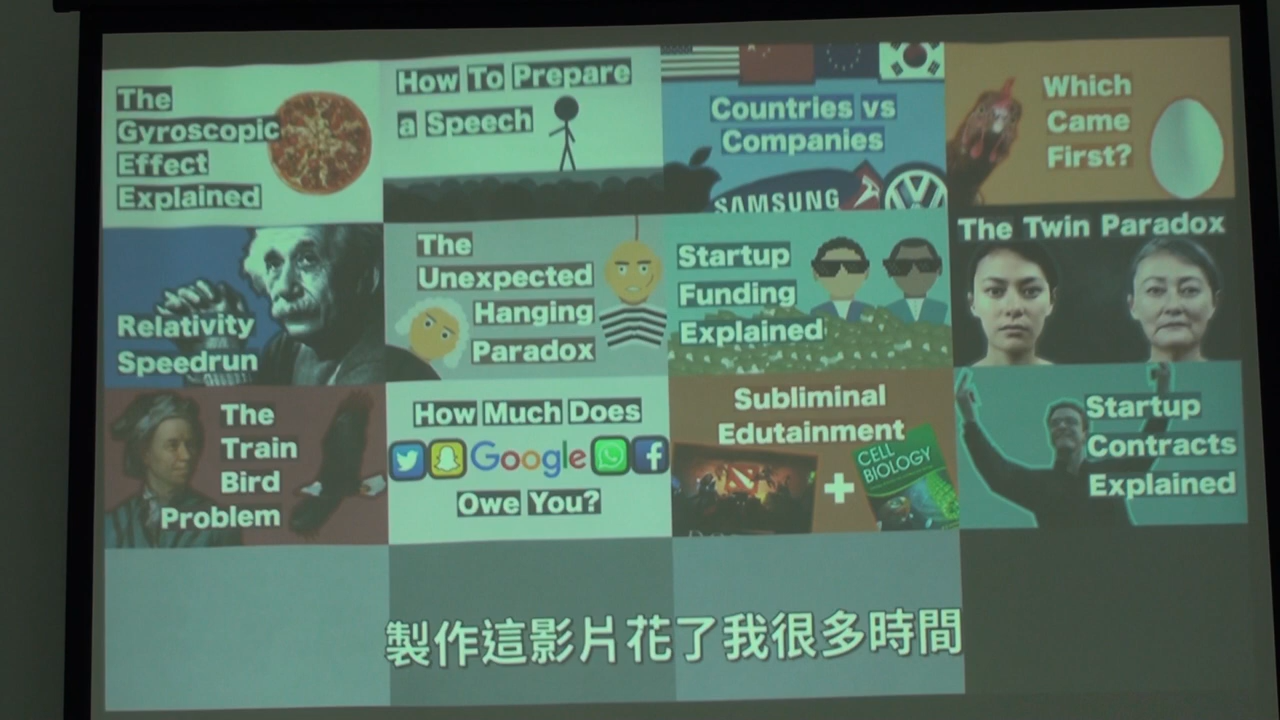 The
Gyroscopic
Effect
Explained
How To Prepare
a Speech
Countries vs
Companies
SAMSUNG
Which
Came
First?
Relativity
Speedrun
The
Unexpected
Hanging
Paradox
Startup
Funding
Explained
The Twin Paradox
The
Train
Bird
Problem
How Much Does
Google
Owe You?
Subliminal
Edutainment
CELL
BIOLOGY
Startup
Contracts
Explained
製作這影片花了我很多時間